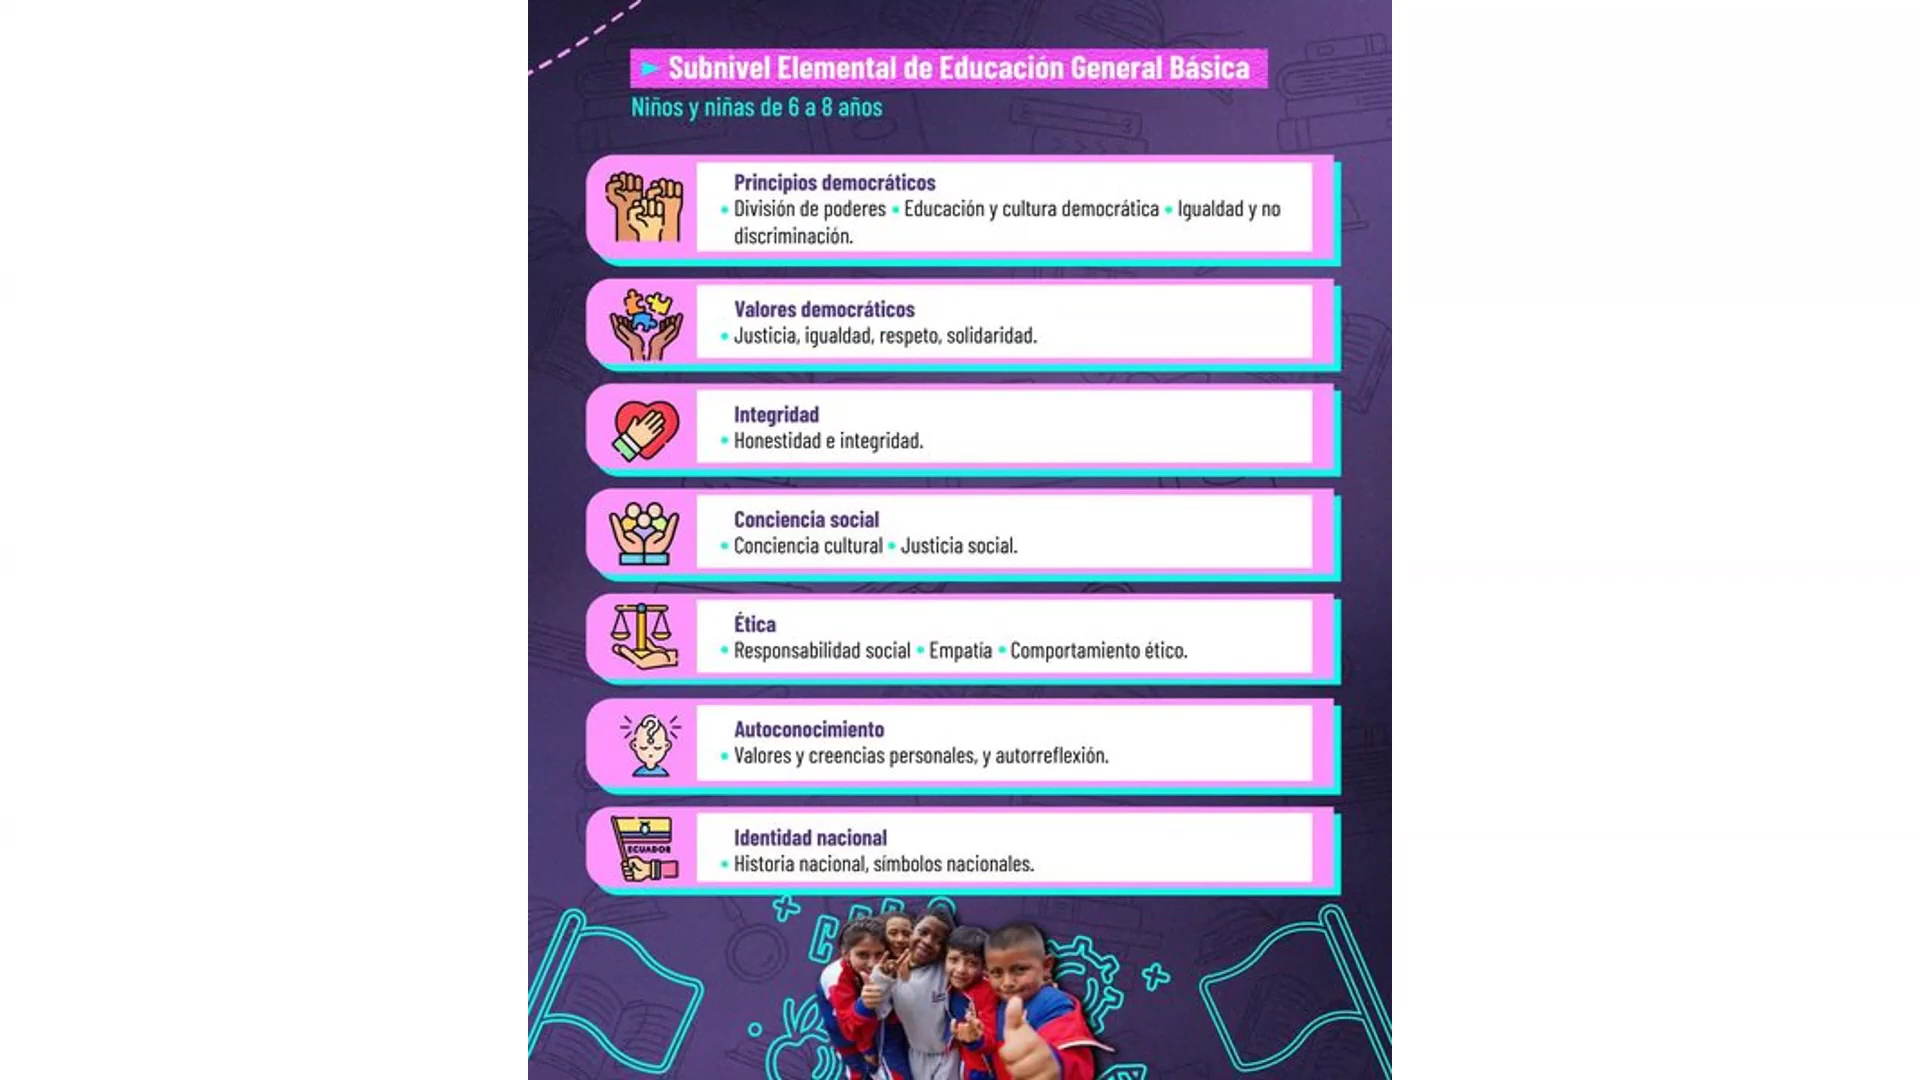 Subnivel Elemental de Educación General Básica
Niños y niñas de 6 a 8 años
Principios democráticos
• División de poderes • Educación y cultura democrática • Igualdad y no
discriminación.
Valores democráticos
• Justicia, igualdad, respeto, solidaridad.
Integridad
• Honestidad e integridad.
Conciencia social
• Conciencia cultural • Justicia social.
Ética
• Responsabilidad social • Empatía • Comportamiento ético.
Autoconocimiento
• Valores y creencias personales, y autorreflexión.
ECUADOR
Identidad nacional
• Historia nacional, símbolos nacionales.